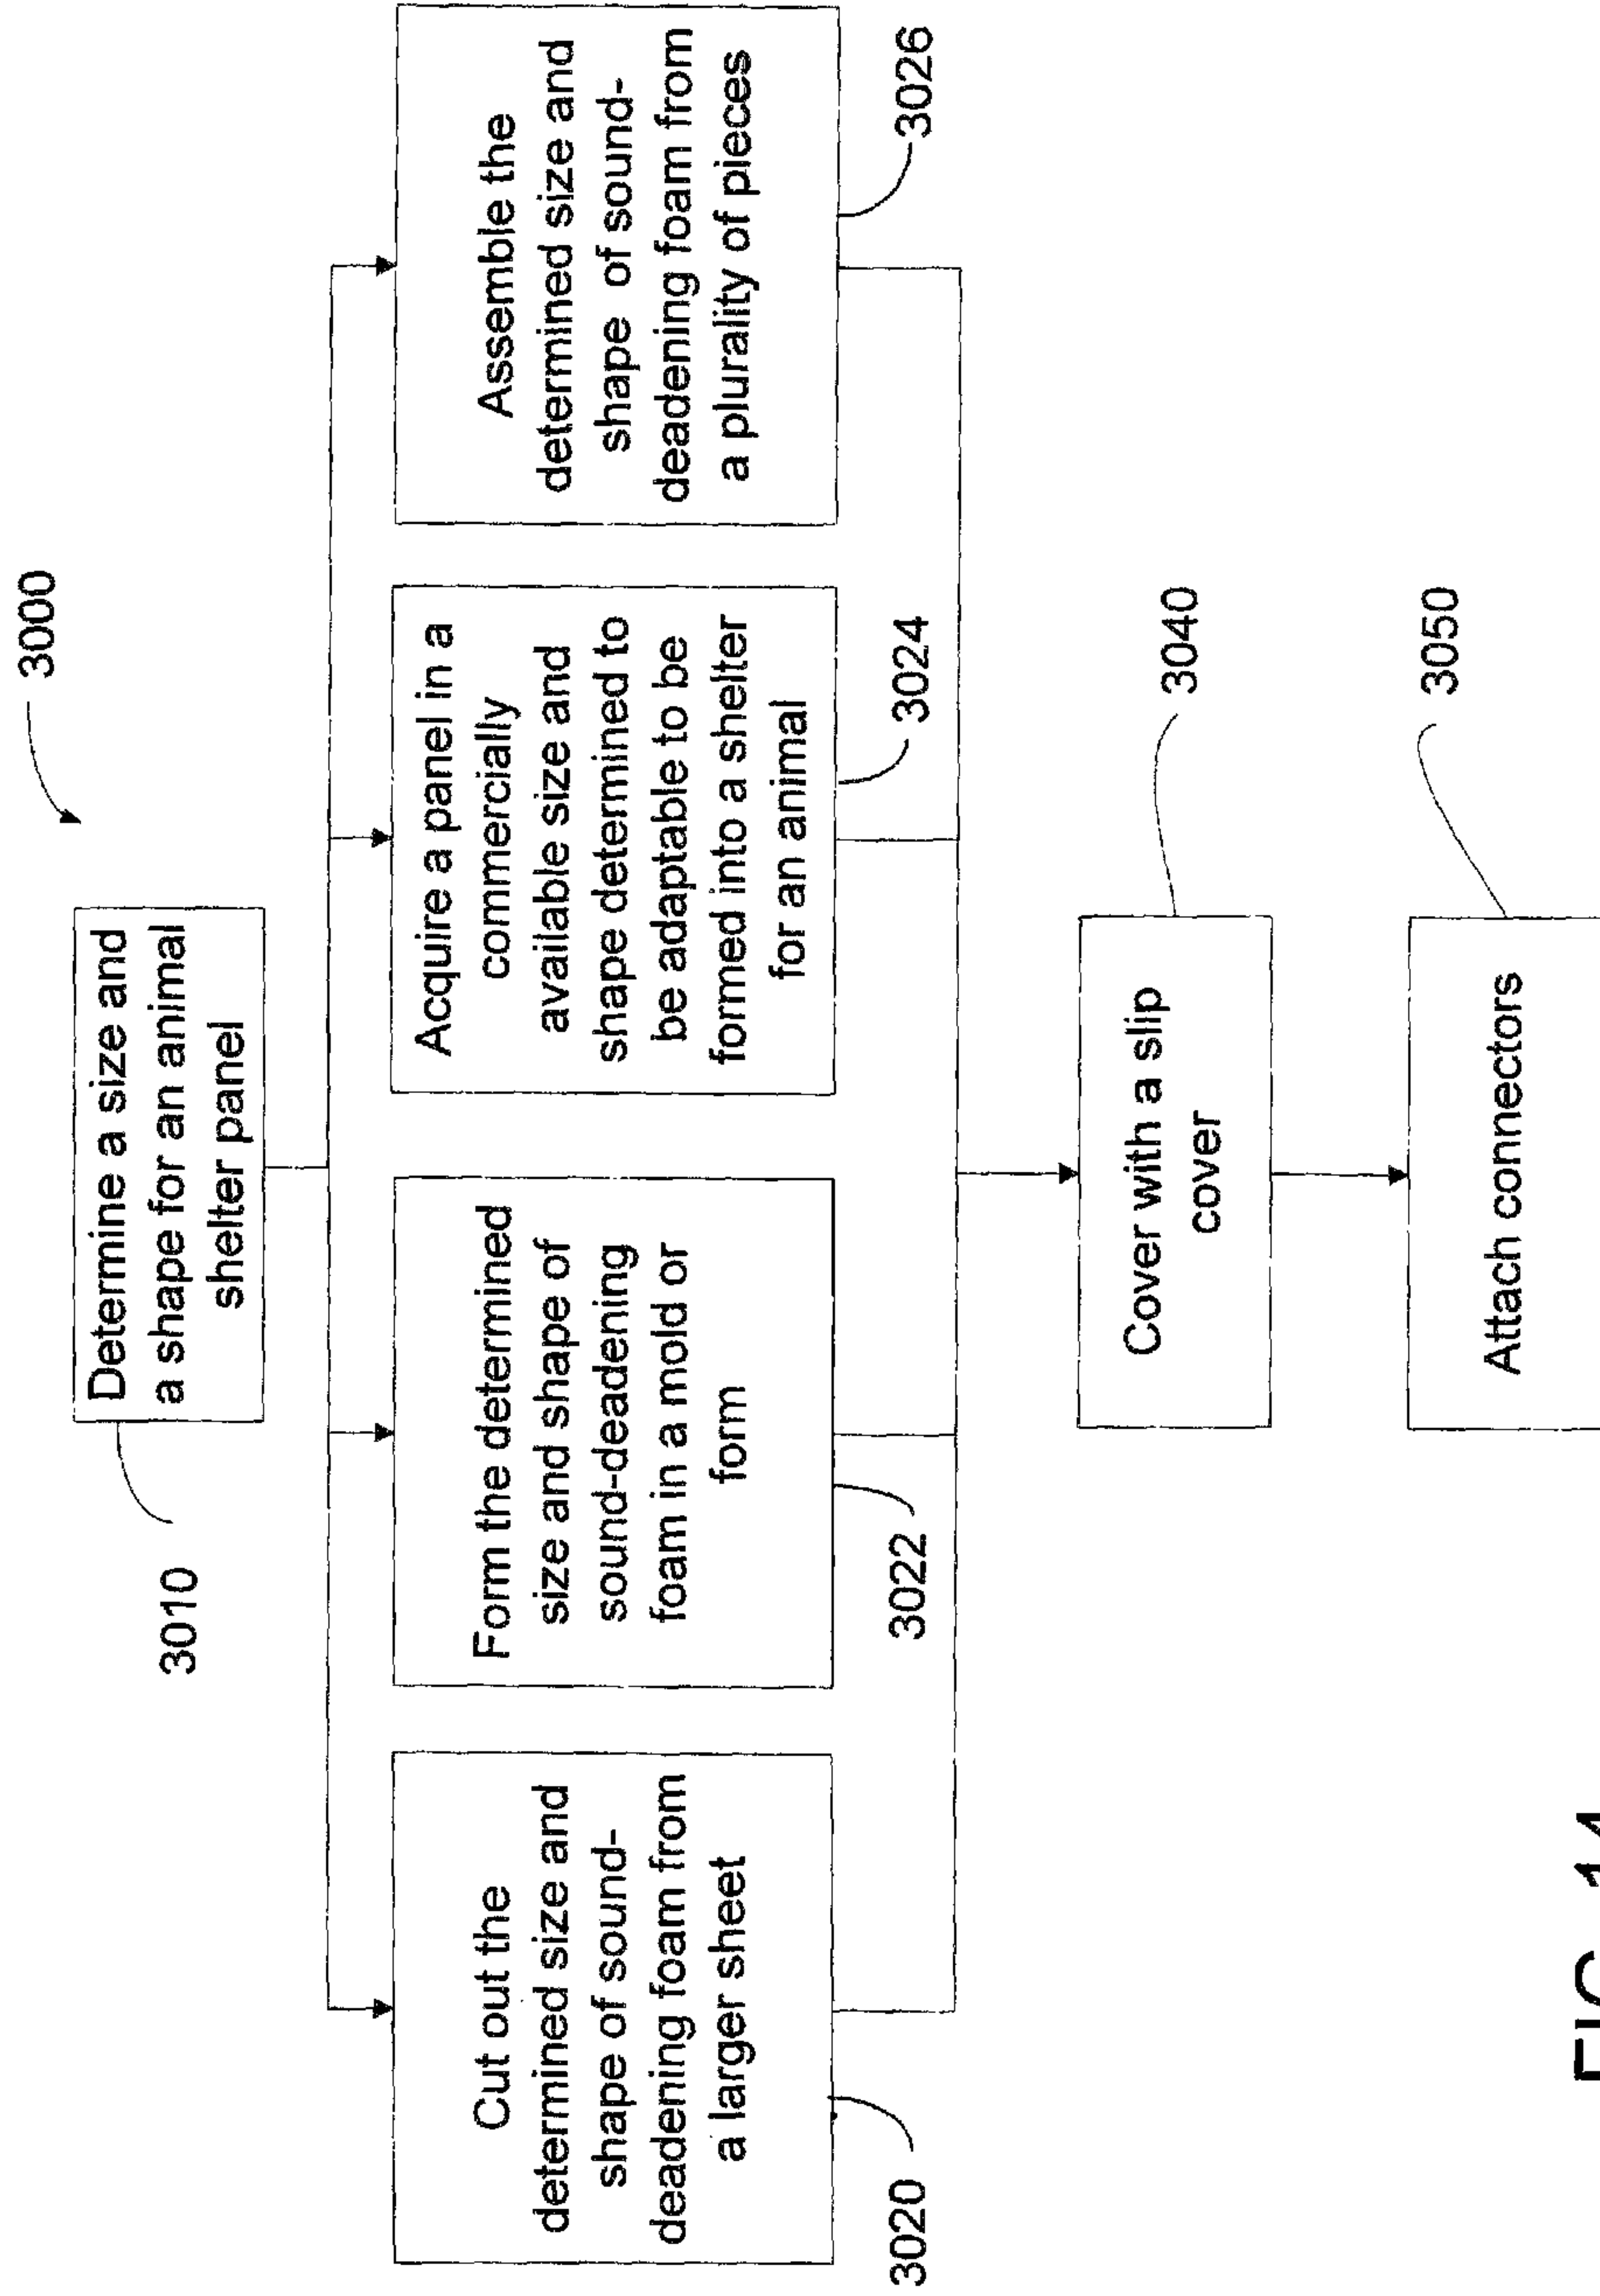 3000
Determine a size and
a shape for an animal
shelter panel
3010
Cut out the
determined size and
shape of sound-
deadening foam from
a larger sheet
3020
Form the determined
size and shape of
sound-deadening
foam in a mold or
form
3022
Acquire a panel in a
commercially
available size and
shape determined to
be adaptable to be
formed into a shelter
for an animal
3024
Assemble the
determined size and
shape of sound-
deadening foam from
a plurality of pieces
3026
Cover with a slip
cover
3040
Attach connectors
3050
FIG. 14